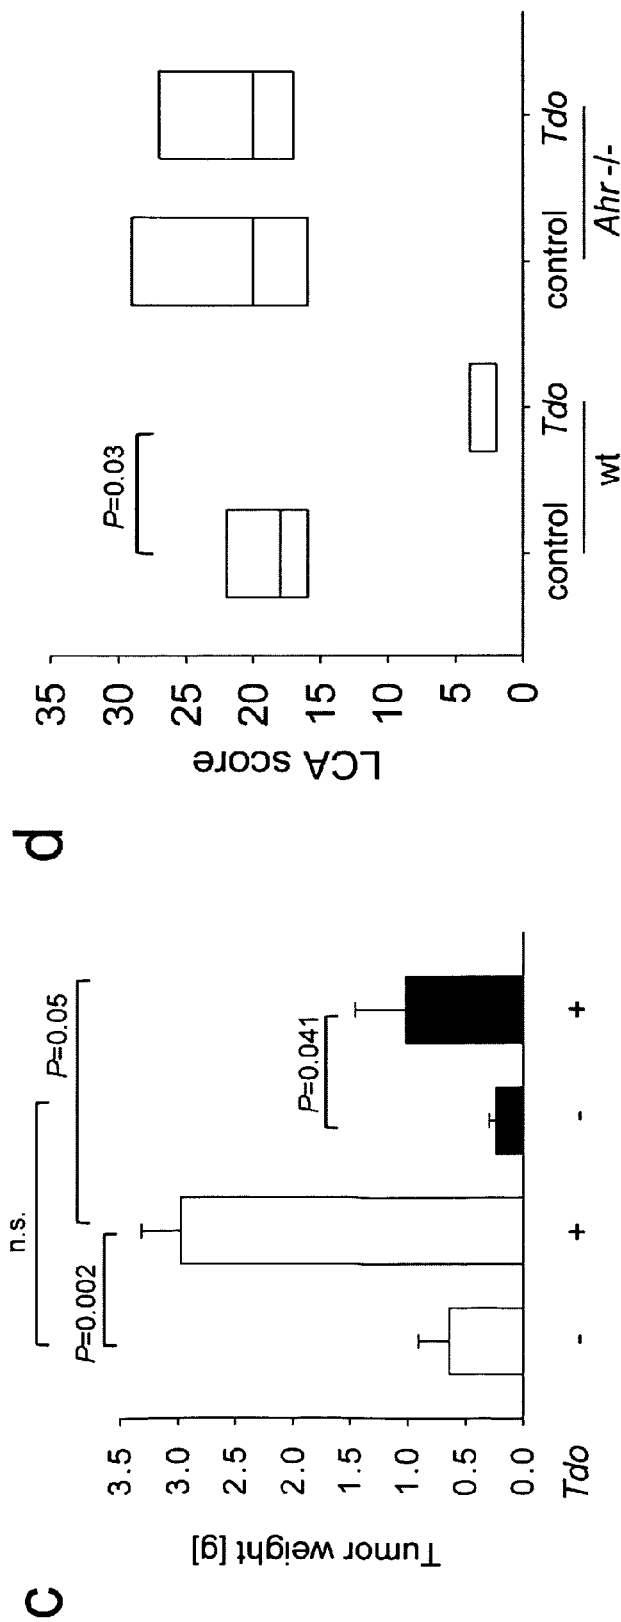 c
n.s.
P=0.05
P=0.002
P=0.041
3.5
3.0
2.5
2.0
1.5
1.0
0.5
0.0
Tumor weight [g]
Tdo - + - +
d
P=0.03
35
30
25
20
15
10
5
0
LCA score
control Tdo control Tdo
wt Ahr -/-